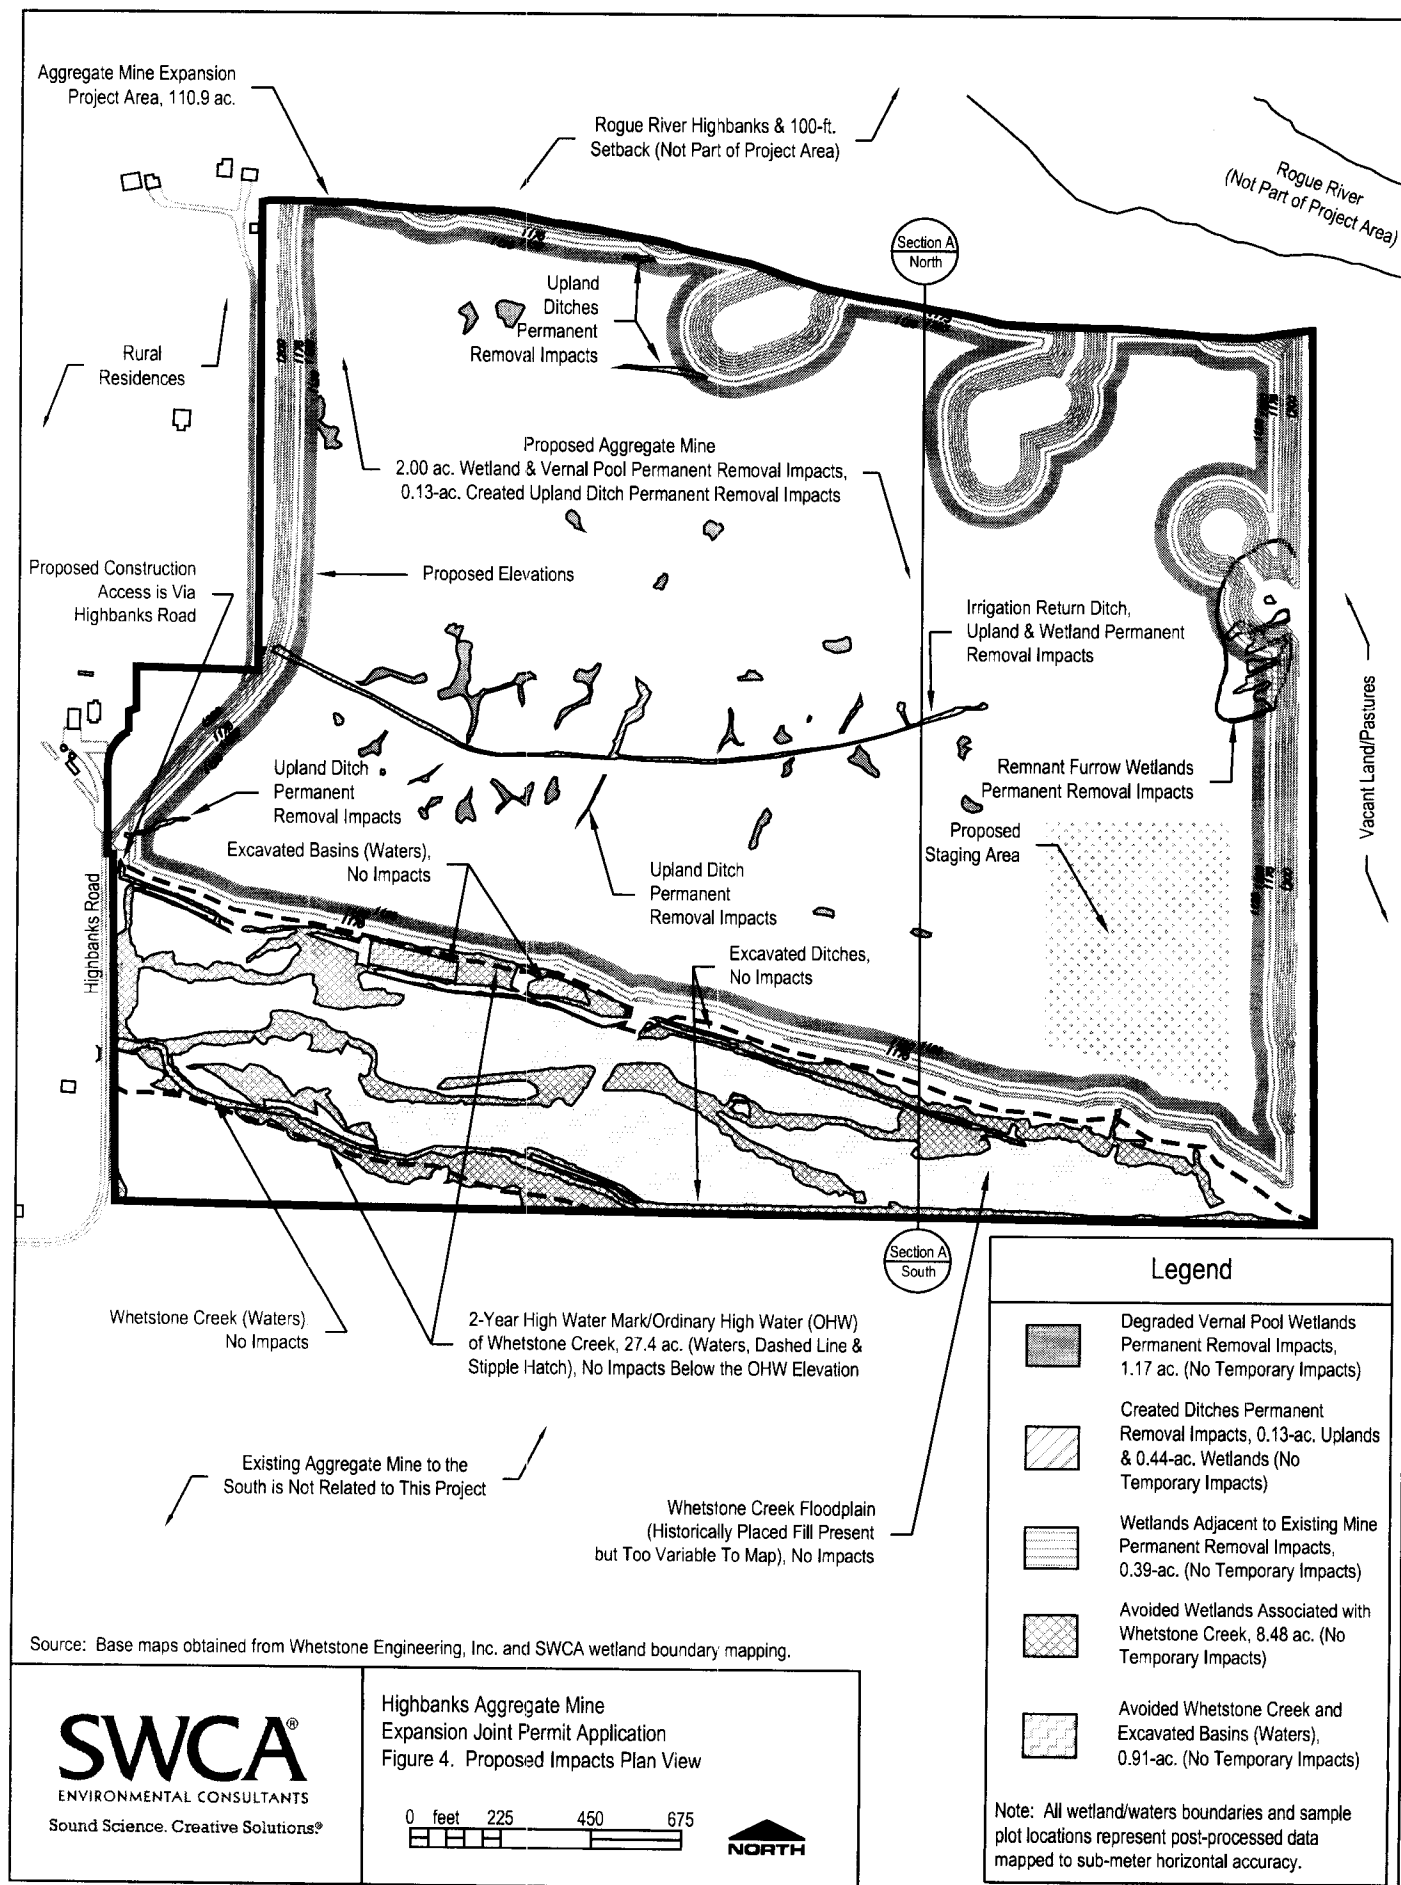 Aggregate Mine Expansion
Project Area, 110.9 ac.
Rogue River Highbanks & 100-ft.
Setback (Not Part of Project Area)
Rogue River
(Not Part of Project Area)
Section A
North
Upland
Ditches
Permanent
Removal Impacts
Rural
Residences
Proposed Aggregate Mine
2.00 ac. Wetland & Vernal Pool Permanent Removal Impacts,
0.13-ac. Created Upland Ditch Permanent Removal Impacts
Proposed Construction
Access is Via
Highbanks Road
Proposed Elevations
Irrigation Return Ditch,
Upland & Wetland Permanent
Removal Impacts
Vacant Land/Pastures
Remnant Furrow Wetlands
Permanent Removal Impacts
Upland Ditch
Permanent
Removal Impacts
Proposed
Staging Area
Excavated Basins (Waters),
No Impacts
Upland Ditch
Permanent
Removal Impacts
Highbanks Road
Excavated Ditches,
No Impacts
Section A
South
Whetstone Creek (Waters)
No Impacts
2-Year High Water Mark/Ordinary High Water (OHW)
of Whetstone Creek, 27.4 ac. (Waters, Dashed Line &
Stipple Hatch), No Impacts Below the OHW Elevation
Existing Aggregate Mine to the
South is Not Related to This Project
Whetstone Creek Floodplain
(Historically Placed Fill Present
but Too Variable To Map), No Impacts
Legend
Degraded Vernal Pool Wetlands
Permanent Removal Impacts,
1.17 ac. (No Temporary Impacts)
Created Ditches Permanent
Removal Impacts, 0.13-ac. Uplands
& 0.44-ac. Wetlands (No
Temporary Impacts)
Wetlands Adjacent to Existing Mine
Permanent Removal Impacts,
0.39-ac. (No Temporary Impacts)
Avoided Wetlands Associated with
Whetstone Creek, 8.48 ac. (No
Temporary Impacts)
Avoided Whetstone Creek and
Excavated Basins (Waters),
0.91-ac. (No Temporary Impacts)
Note: All wetland/waters boundaries and sample
plot locations represent post-processed data
mapped to sub-meter horizontal accuracy.
Source: Base maps obtained from Whetstone Engineering, Inc. and SWCA wetland boundary mapping.
SWCA®
ENVIRONMENTAL CONSULTANTS
Sound Science. Creative Solutions.®
Highbanks Aggregate Mine
Expansion Joint Permit Application
Figure 4. Proposed Impacts Plan View
0 feet 225 450 675
NORTH